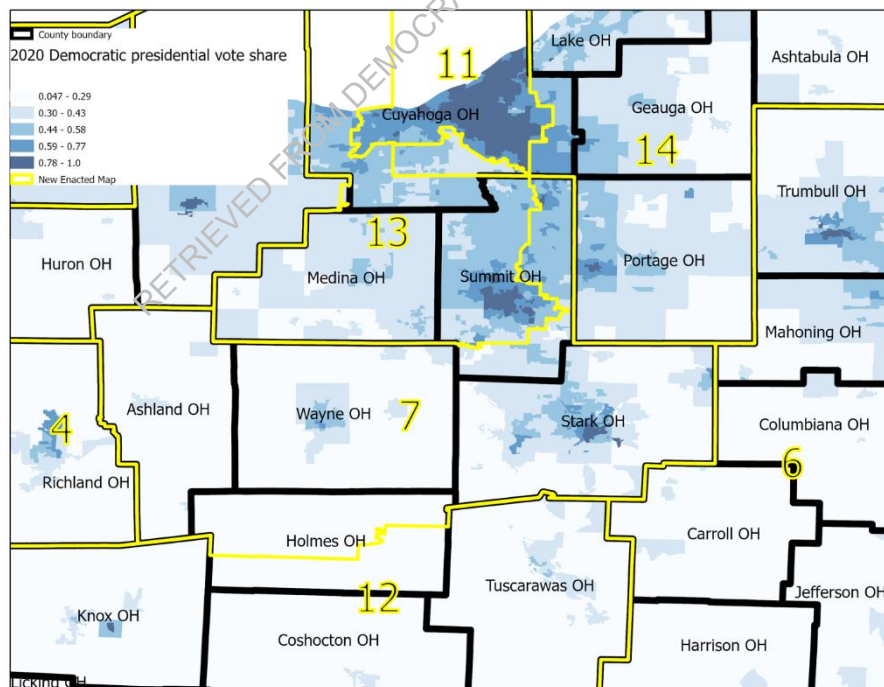 County boundary
2020 Democratic presidential vote share
0.047 - 0.29
0.30 - 0.43
0.44 - 0.58
0.59 - 0.77
0.78 - 1.0
New Enacted Map
RETRIEVED FROM DEMOCRA
11
Lake OH
Ashtabula OH
Cuyahoga OH
Geauga OH
14
Trumbull OH
13
Huron OH
Medina OH
Summit OH
Portage OH
Mahoning OH
Ashland OH
Wayne OH
7
Stark OH
Columbiana OH
4
Richland OH
6
Holmes OH
Carroll OH
Tuscarawas OH
Jefferson OH
12
Knox OH
Coshocton OH
Harrison OH
Licking OH